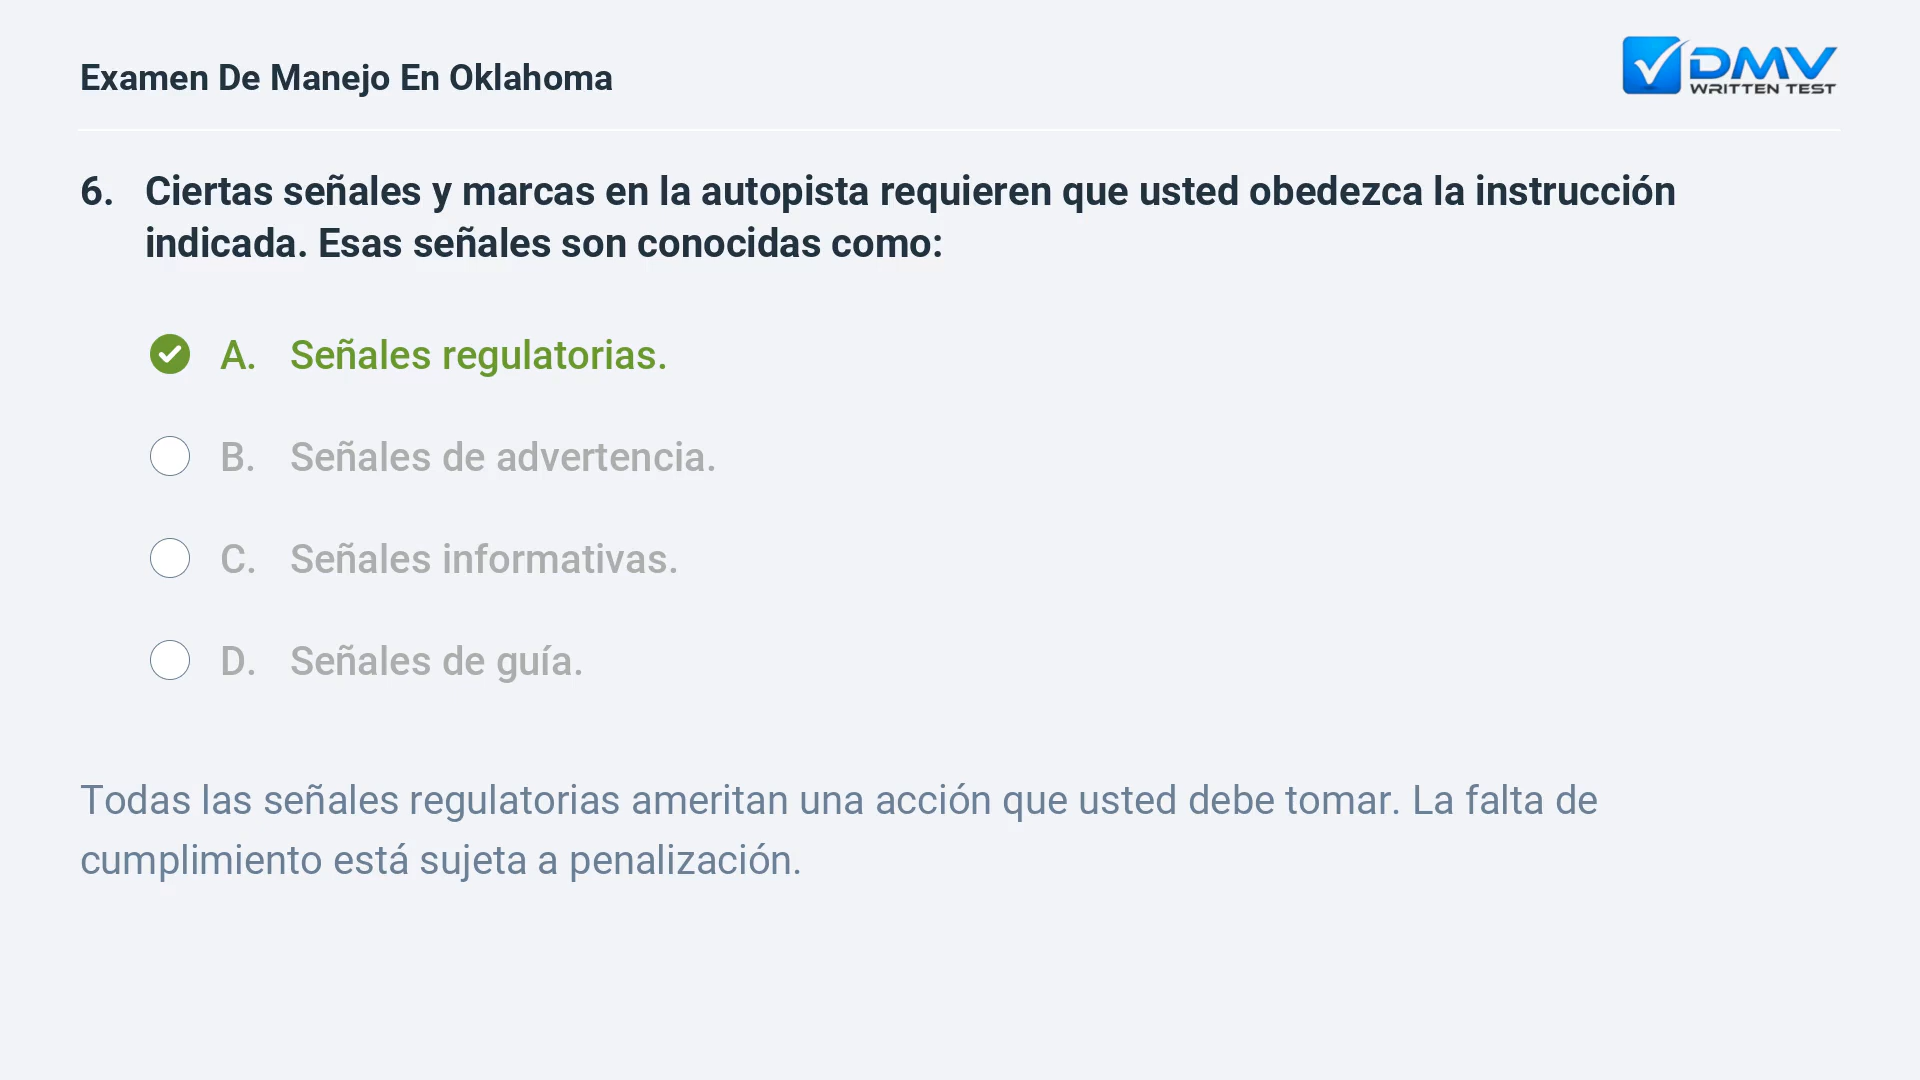 Examen De Manejo En Oklahoma
DMV
WRITTEN TEST
6. Ciertas señales y marcas en la autopista requieren que usted obedezca la instrucción
indicada. Esas señales son conocidas como:
A. Señales regulatorias.
B. Señales de advertencia.
C. Señales informativas.
D. Señales de guía.
Todas las señales regulatorias ameritan una acción que usted debe tomar. La falta de
cumplimiento está sujeta a penalización.